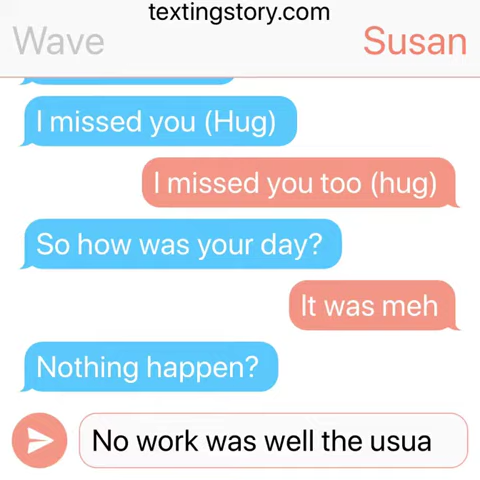 textingstory.com
Wave
Susan
I missed you (Hug)
I missed you too (hug)
So how was your day?
It was meh
Nothing happen?
No work was well the usua